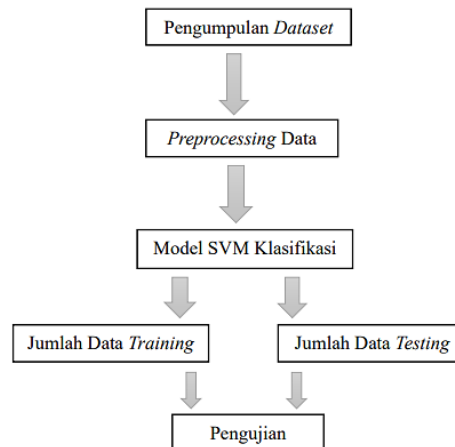 Pengumpulan Dataset
Preprocessing Data
Model SVM Klasifikasi
Jumlah Data Training
Jumlah Data Testing
Pengujian